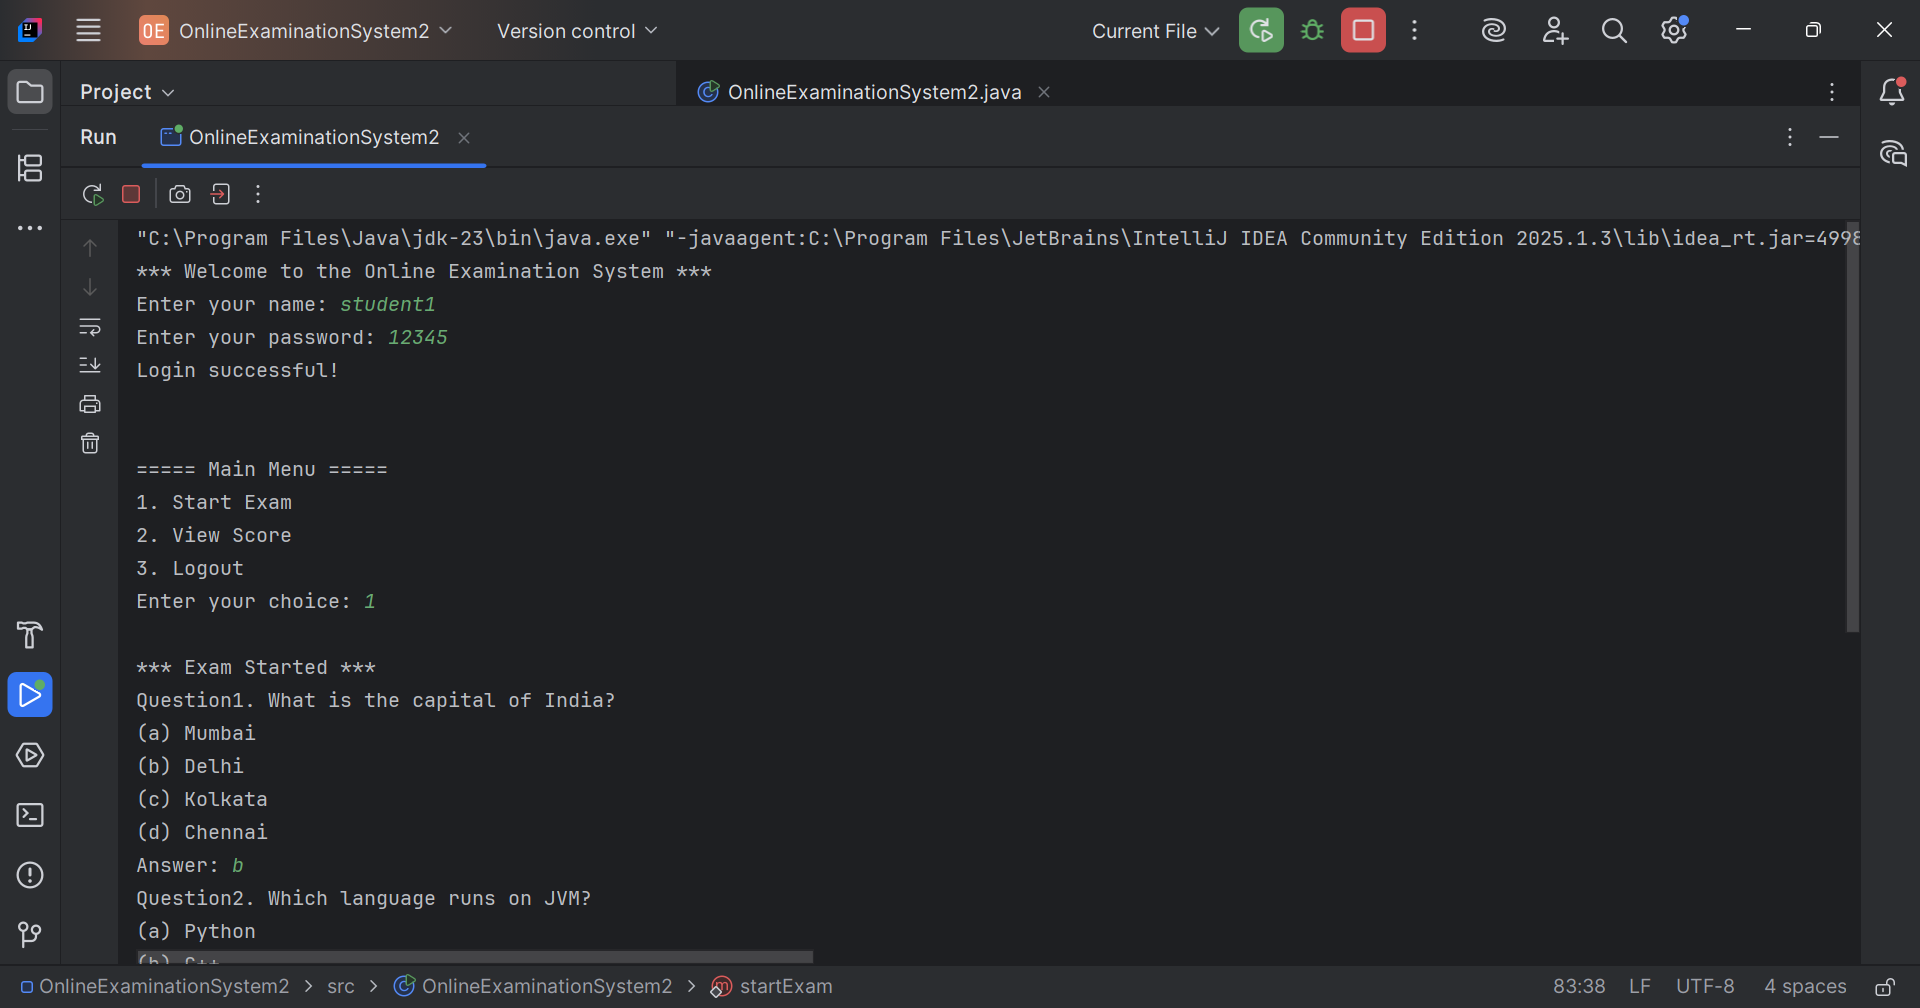 OE OnlineExaminationSystem2 Version control Current File
Project OnlineExaminationSystem2.java
Run OnlineExaminationSystem2
"C:\Program Files\Java\jdk-23\bin\java.exe" "-javaagent:C:\Program Files\JetBrains\IntelliJ IDEA Community Edition 2025.1.3\lib\idea_rt.jar=4998
*** Welcome to the Online Examination System ***
Enter your name: student1
Enter your password: 12345
Login successful!
===== Main Menu =====
1. Start Exam
2. View Score
3. Logout
Enter your choice: 1
*** Exam Started ***
Question1. What is the capital of India?
(a) Mumbai
(b) Delhi
(c) Kolkata
(d) Chennai
Answer: b
Question2. Which language runs on JVM?
(a) Python
(b) C++
OnlineExaminationSystem2 > src > OnlineExaminationSystem2 > startExam 83:38 LF UTF-8 4 spaces